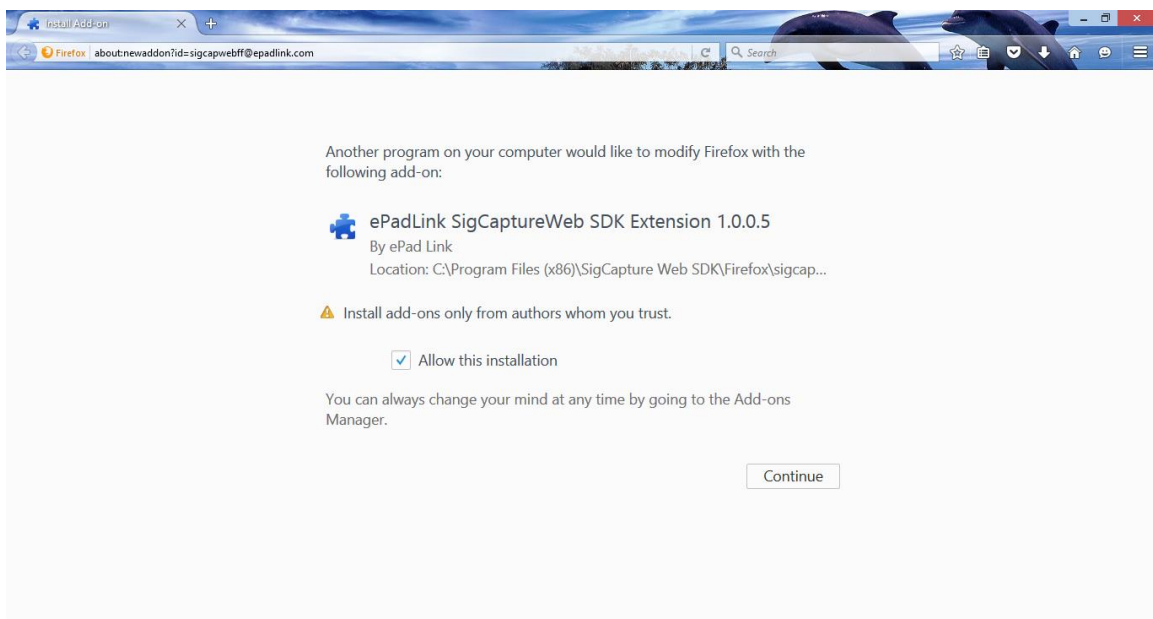 Install Add-on
Firefox about:newaddon?id=sigcapwebff@epadlink.com
Search
Another program on your computer would like to modify Firefox with the
following add-on:
ePadLink SigCaptureWeb SDK Extension 1.0.0.5
By ePad Link
Location: C:\Program Files (x86)\SigCapture Web SDK\Firefox\sigcap...
Install add-ons only from authors whom you trust.
Allow this installation
You can always change your mind at any time by going to the Add-ons
Manager.
Continue